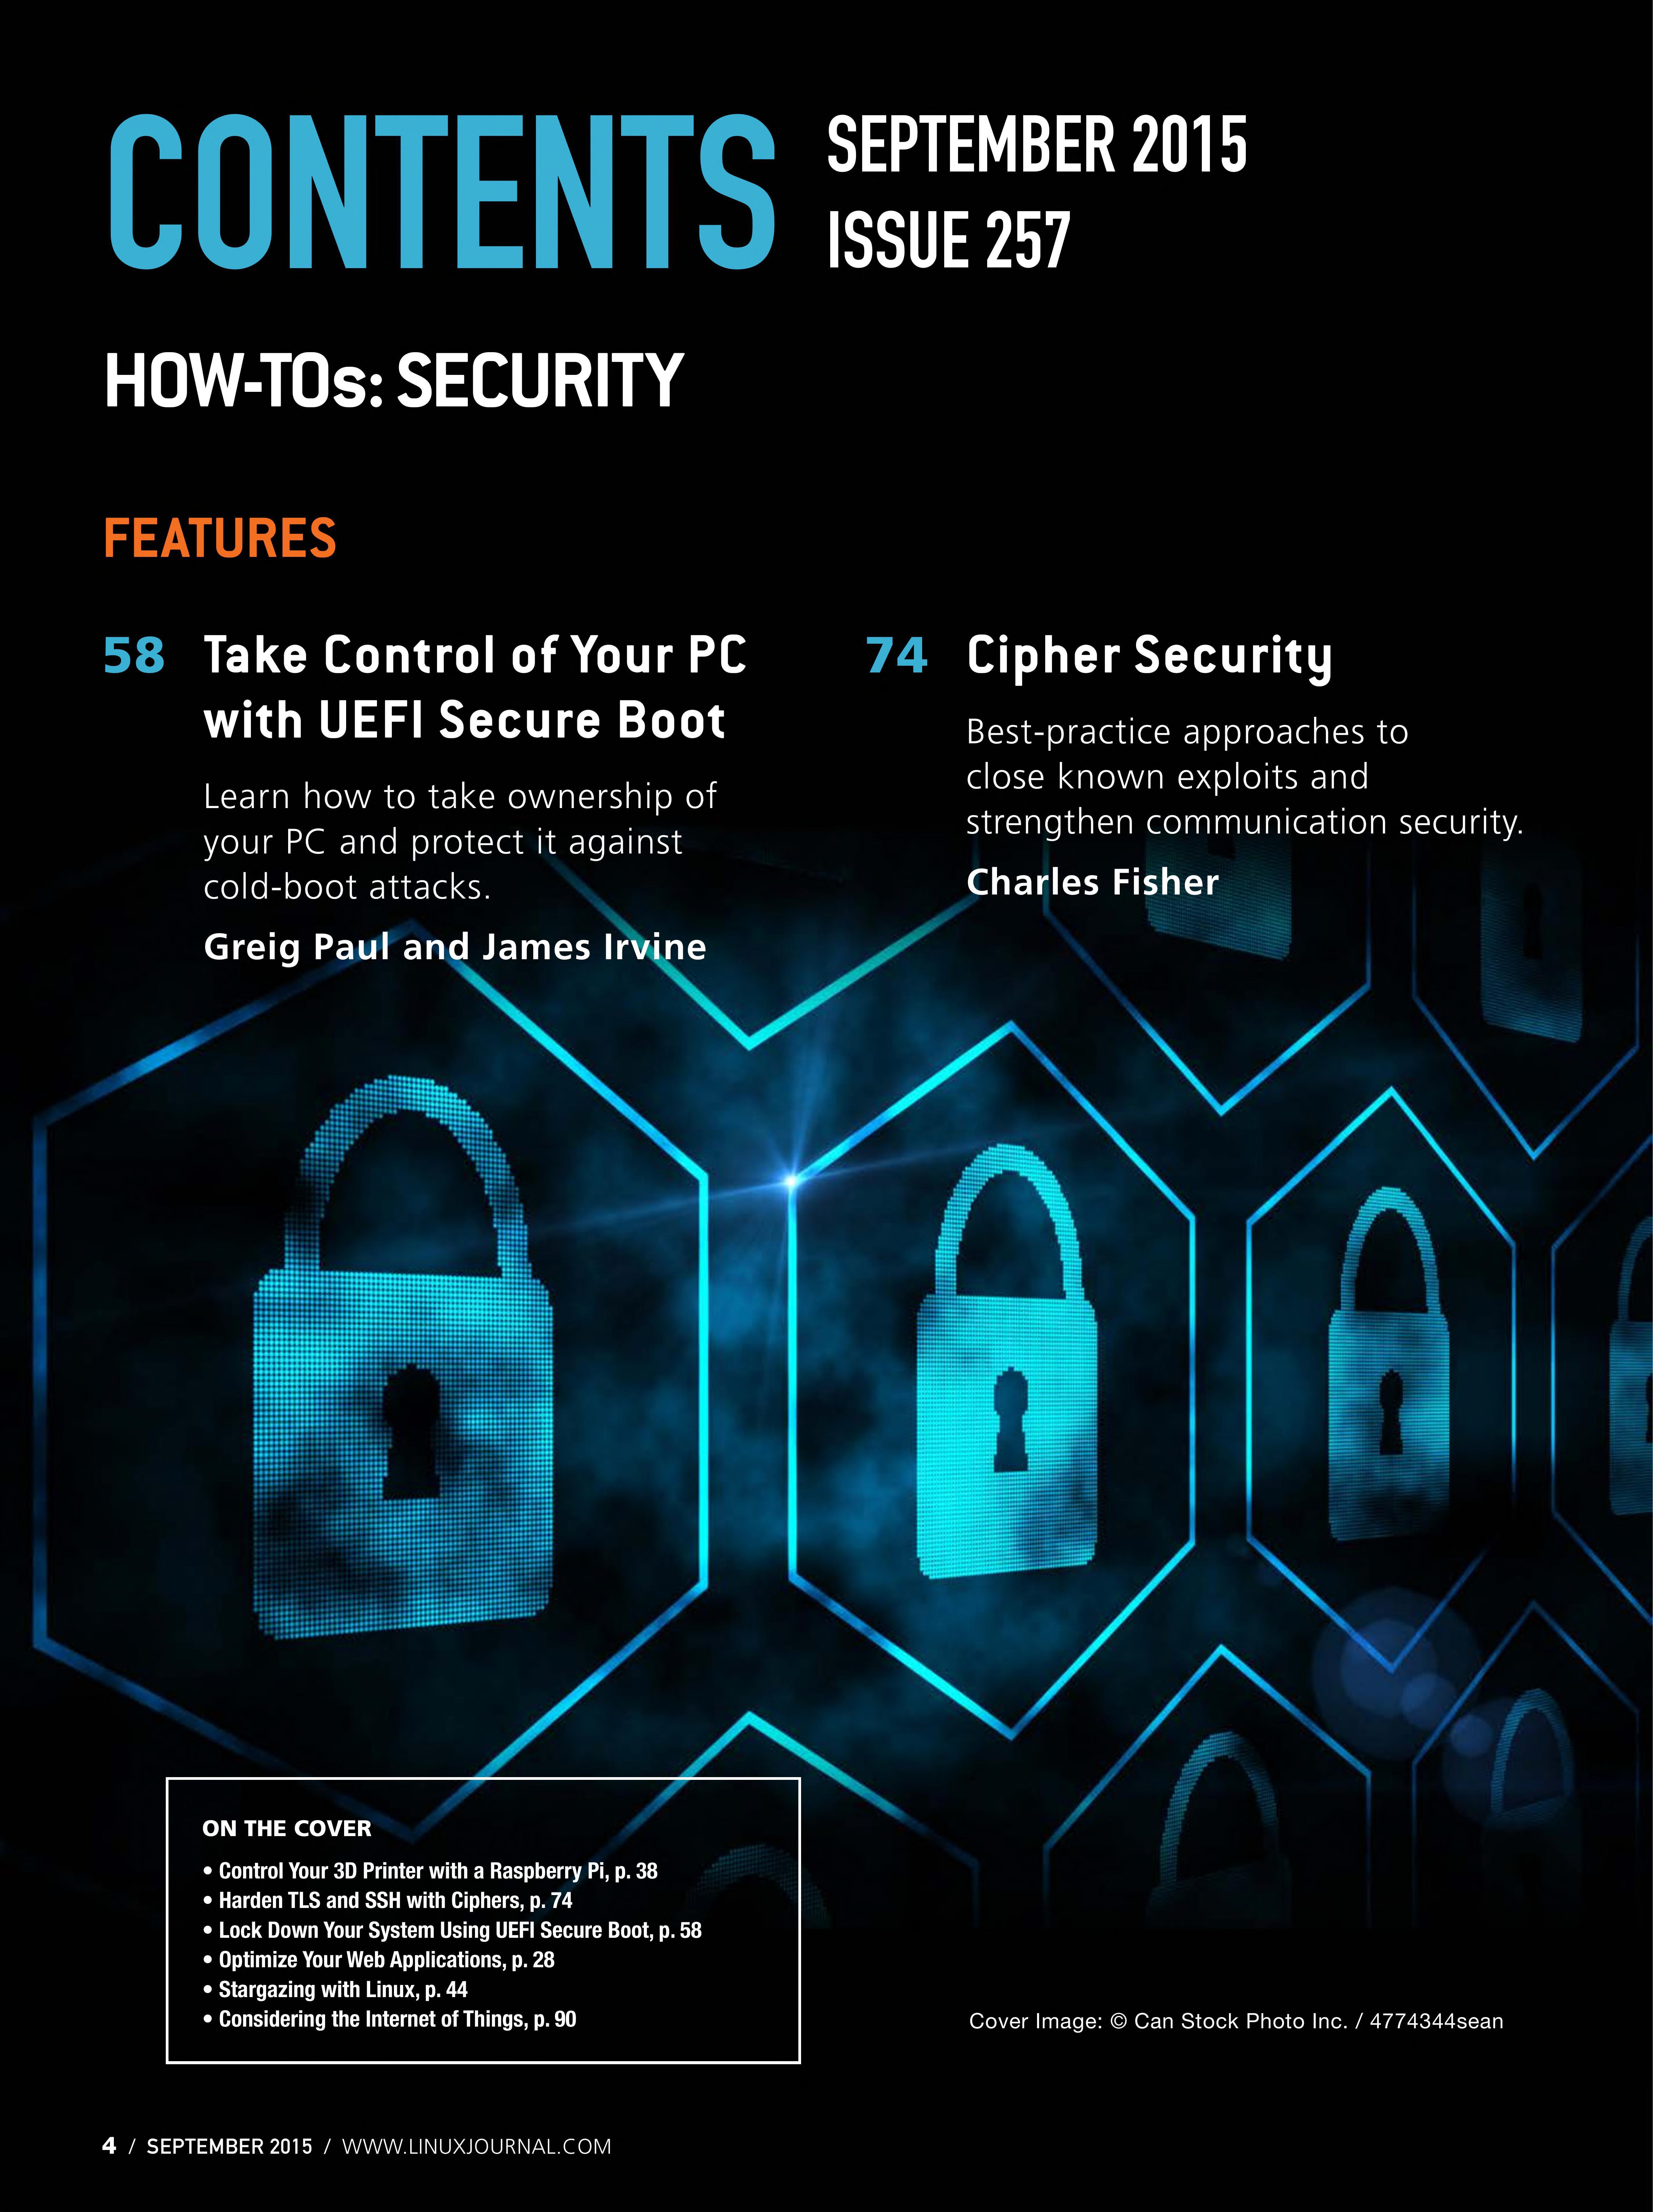 CONTENTS
SEPTEMBER 2015
ISSUE 257
HOW-TOs: SECURITY
FEATURES
58 Take Control of Your PC
with UEFI Secure Boot
Learn how to take ownership of
your PC and protect it against
cold-boot attacks.
Greig Paul and James Irvine
74 Cipher Security
Best-practice approaches to
close known exploits and
strengthen communication security.
Charles Fisher
ON THE COVER
• Control Your 3D Printer with a Raspberry Pi, p. 38
• Harden TLS and SSH with Ciphers, p. 74
• Lock Down Your System Using UEFI Secure Boot, p. 58
• Optimize Your Web Applications, p. 28
• Stargazing with Linux, p. 44
• Considering the Internet of Things, p. 90
Cover Image: © Can Stock Photo Inc. / 4774344sean
4 / SEPTEMBER 2015 / WWW.LINUXJOURNAL.COM